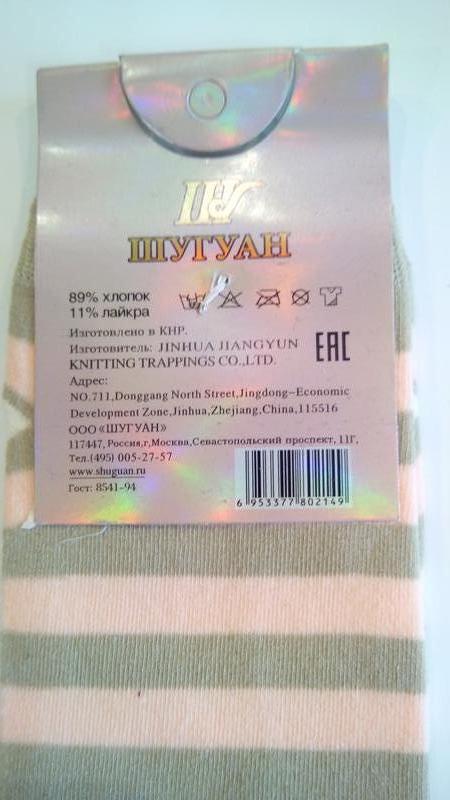 ШУГУАН
89% хлопок
11% лайкра
Изготовлено в КНР.
Изготовитель: JINHUA JIANGYUN
KNITTING TRAPPINGS CO.,LTD.
EAC
Адрес:
NO.711,Donggang North Street,Jingdong-Economic
Development Zone,Jinhua,Zhejiang,China,115516
ООО «ШУГУАН»
117447, Россия,г,Москва,Севастопольский проспект, 11Г,
Тел.(495) 005-27-57
www.shuguan.ru
Гост: 8541-94
6 953377 802149